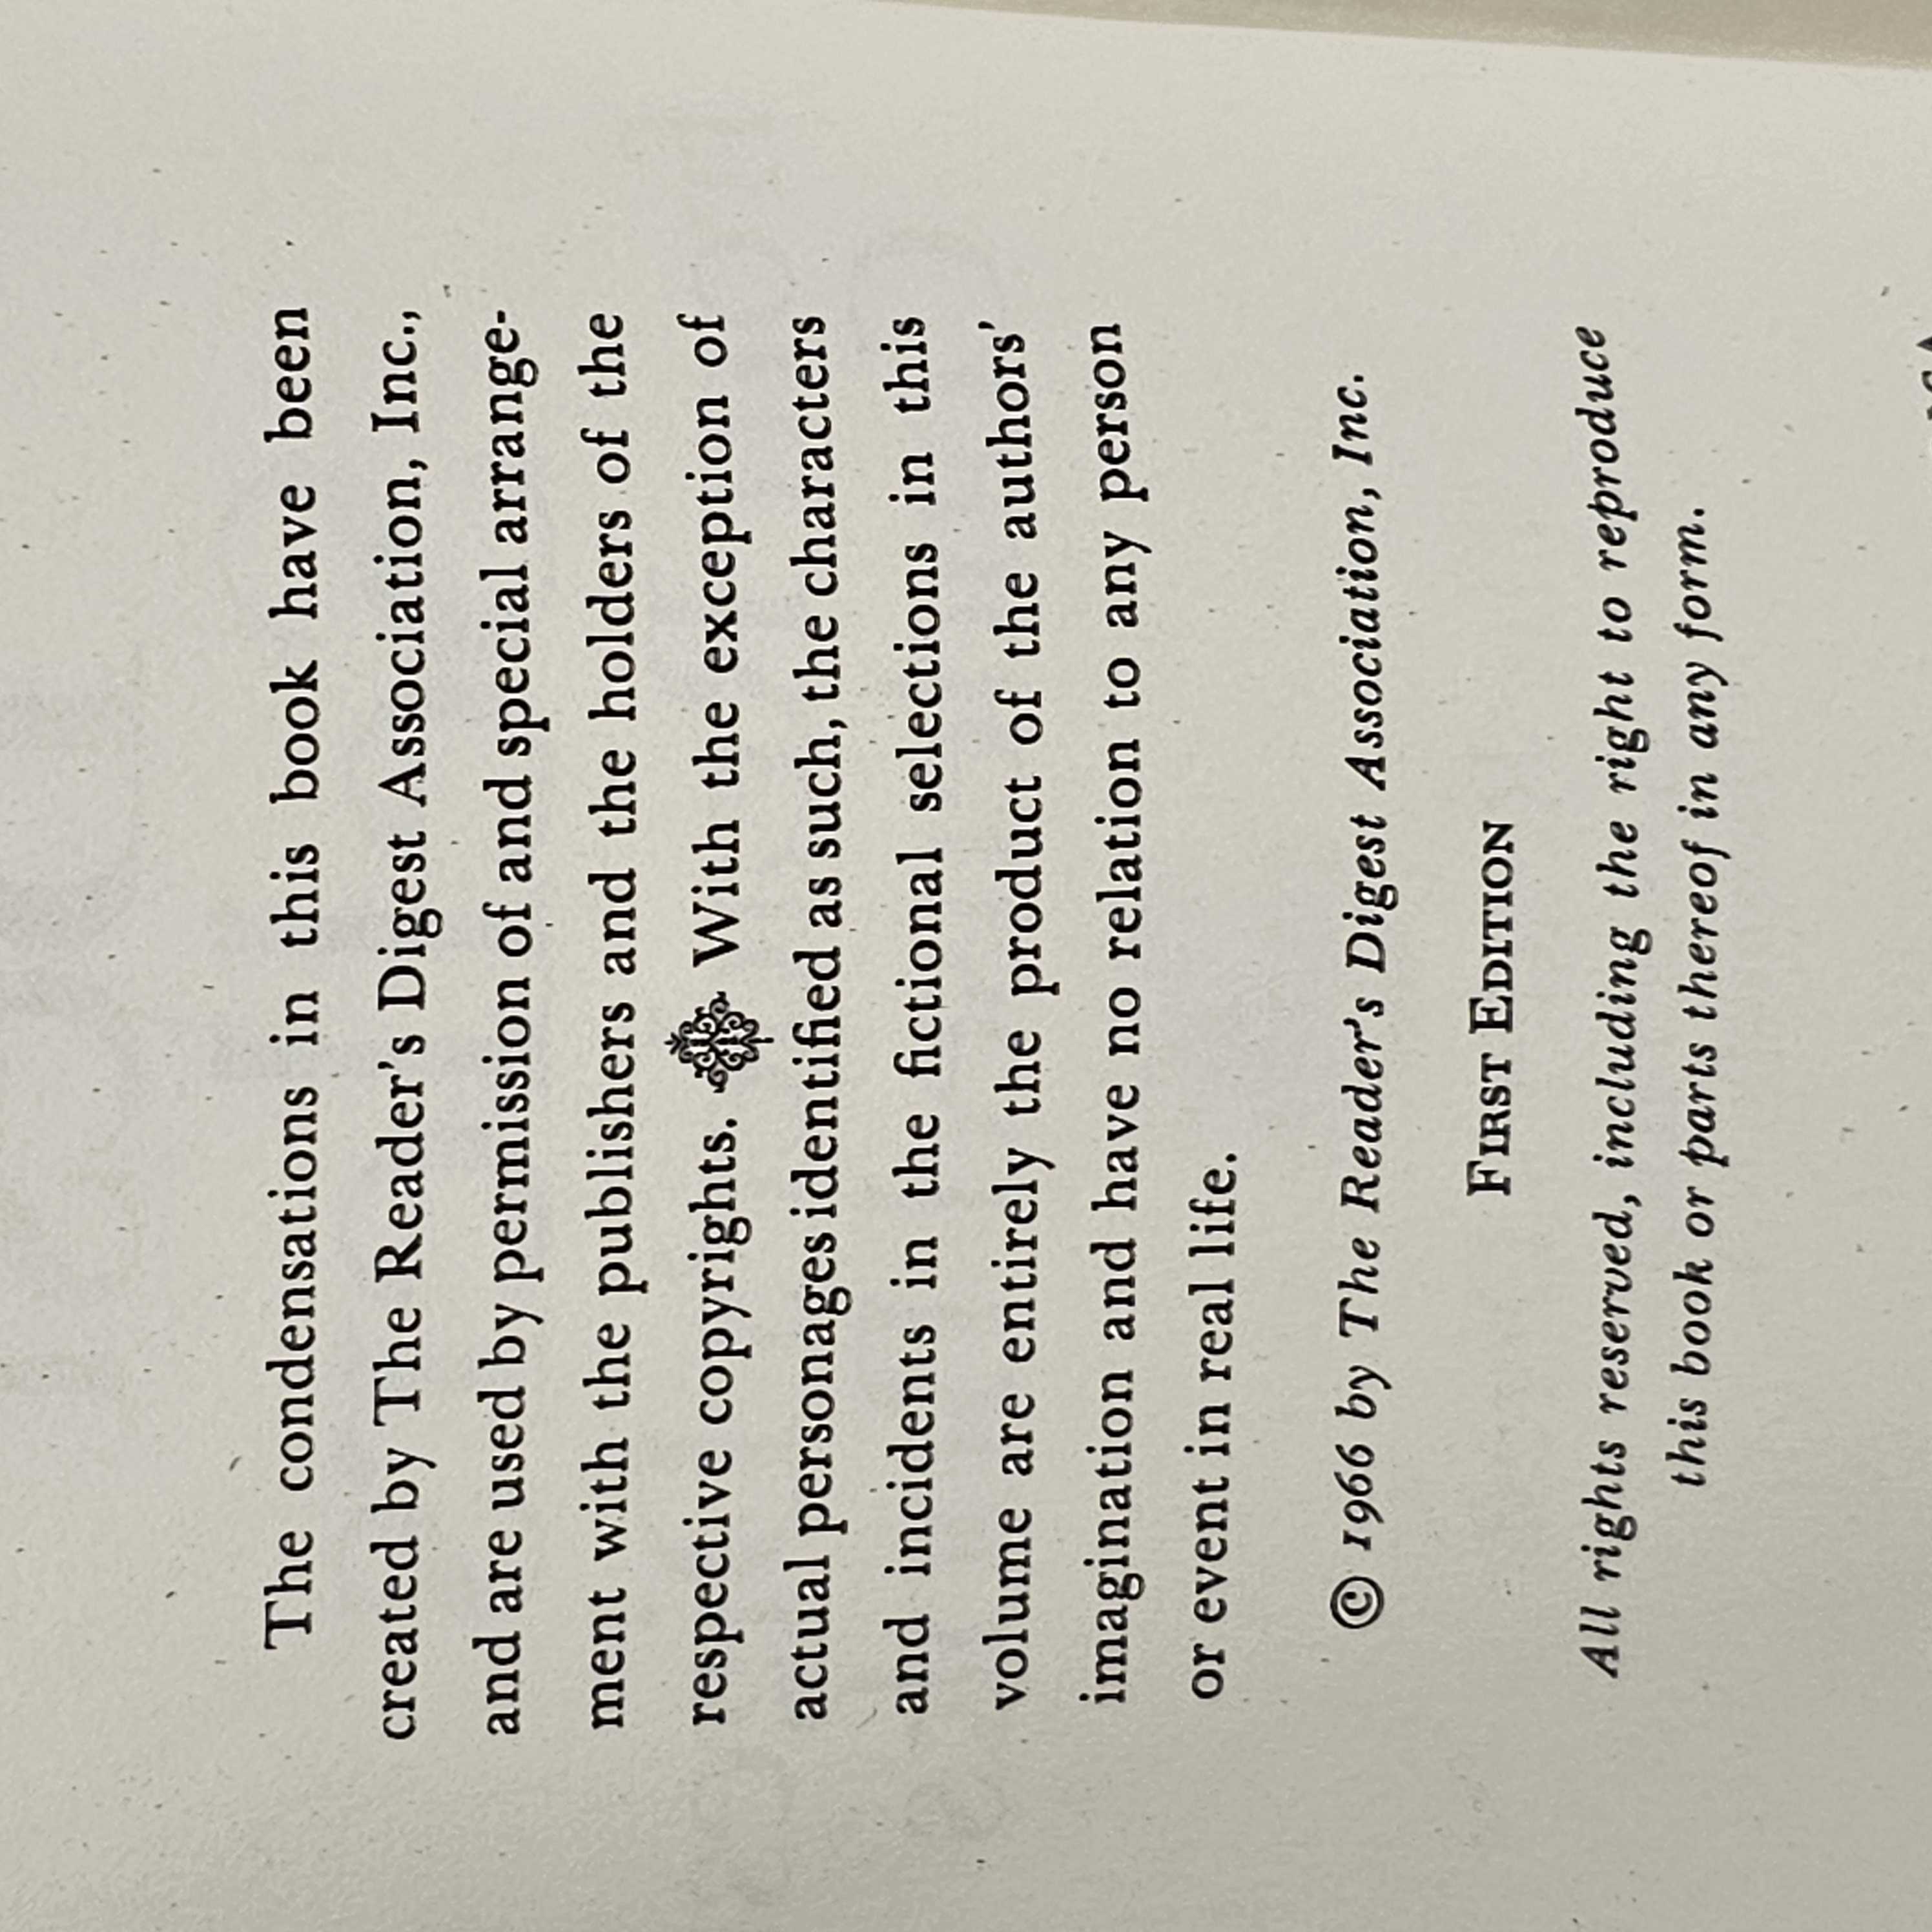 The condensations in this book have been
created by The Reader's Digest Association, Inc.,
and are used by permission of and special arrange-
ment with the publishers and the holders of the
respective copyrights. With the exception of
actual personages identified as such, the characters
and incidents in the fictional selections in this
volume are entirely the product of the authors'
imagination and have no relation to any person
or event in real life.
© 1966 by The Reader's Digest Association, Inc.
FIRST EDITION
All rights reserved, including the right to reproduce
this book or parts thereof in any form.